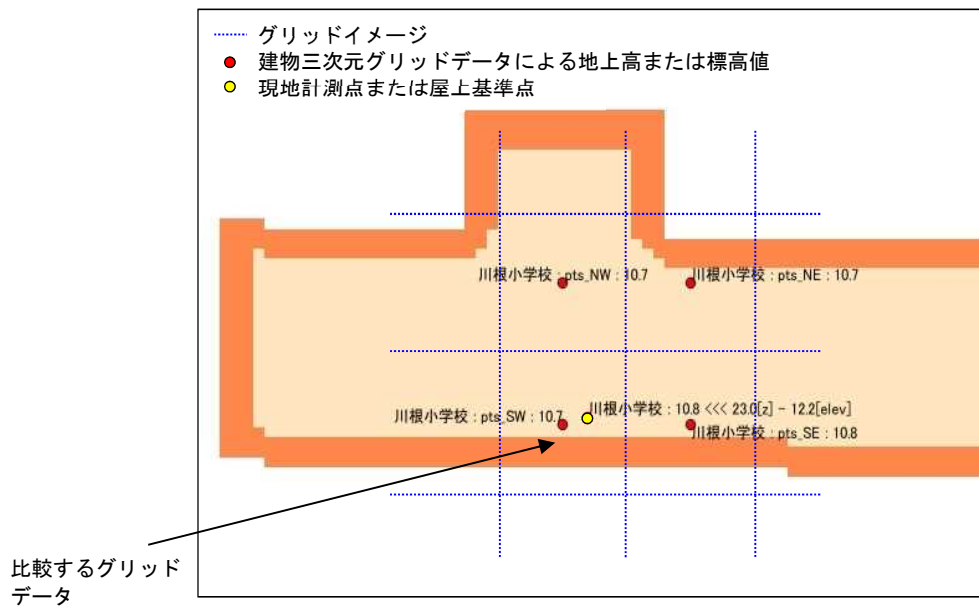 グリッドイメージ
建物三次元グリッドデータによる地上高または標高値
現地計測点または屋上基準点
川根小学校 : pts_NW : 10.7
川根小学校 : pts_NE : 10.7
川根小学校 : pts_SW : 10.7
川根小学校 : 10.8 <<< 23.0[z] - 12.2[elev]
川根小学校 : pts_SE : 10.8
比較するグリッド
データ